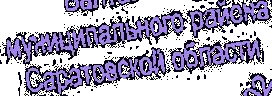 муниципального района
Саратовской области